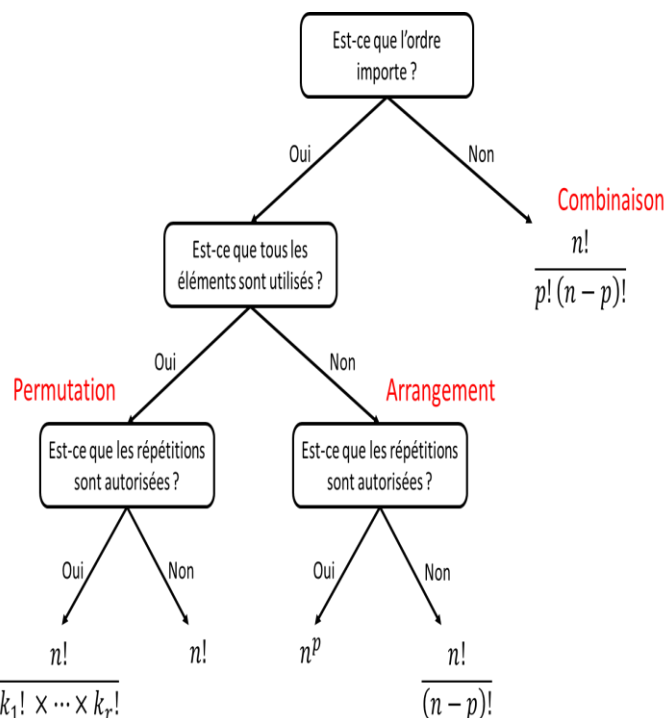 Est-ce que l'ordre
importe ?
Oui
Non
Combinaison
n!
p! (n − p)!
Est-ce que tous les
éléments sont utilisés ?
Oui
Non
Permutation
Arrangement
Est-ce que les répétitions
sont autorisées ?
Est-ce que les répétitions
sont autorisées ?
Oui
Non
Oui
Non
n!
k₁! × ⋯ × kᵣ!
n!
nᵖ
n!
(n − p)!